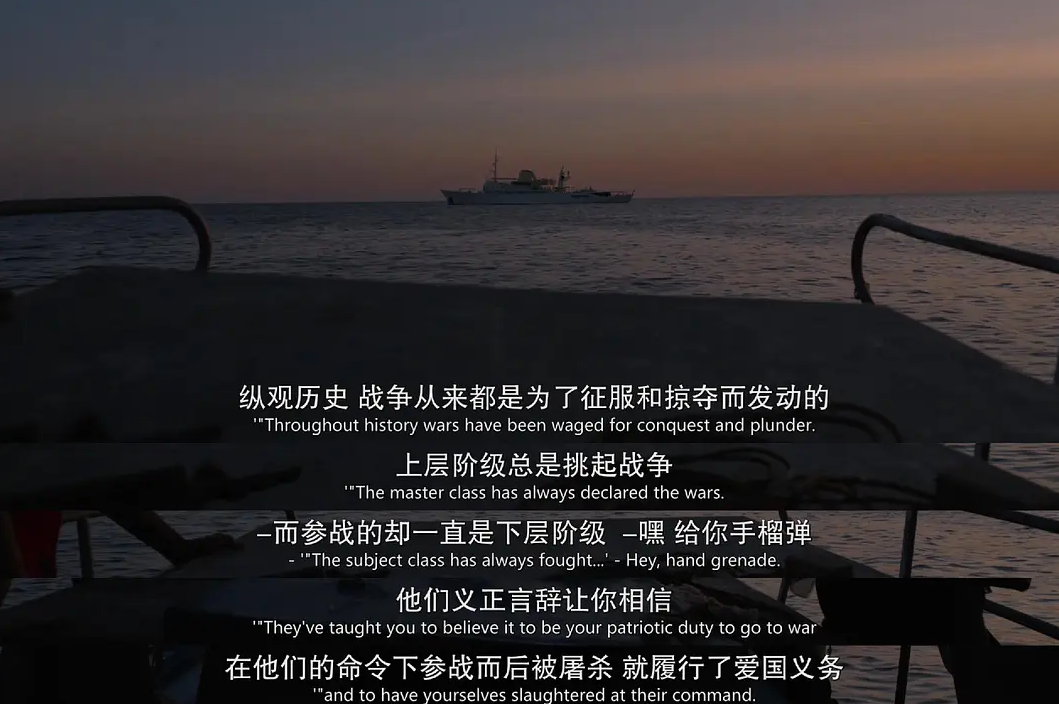 纵观历史 战争从来都是为了征服和掠夺而发动的
'"Throughout history wars have been waged for conquest and plunder.
上层阶级总是挑起战争
'"The master class has always declared the wars.
–而参战的却一直是下层阶级 –嘿 给你手榴弹
- '"The subject class has always fought...' - Hey, hand grenade.
他们义正言辞让你相信
'"They've taught you to believe it to be your patriotic duty to go to war
在他们的命令下参战而后被屠杀 就履行了爱国义务
'"and to have yourselves slaughtered at their command.